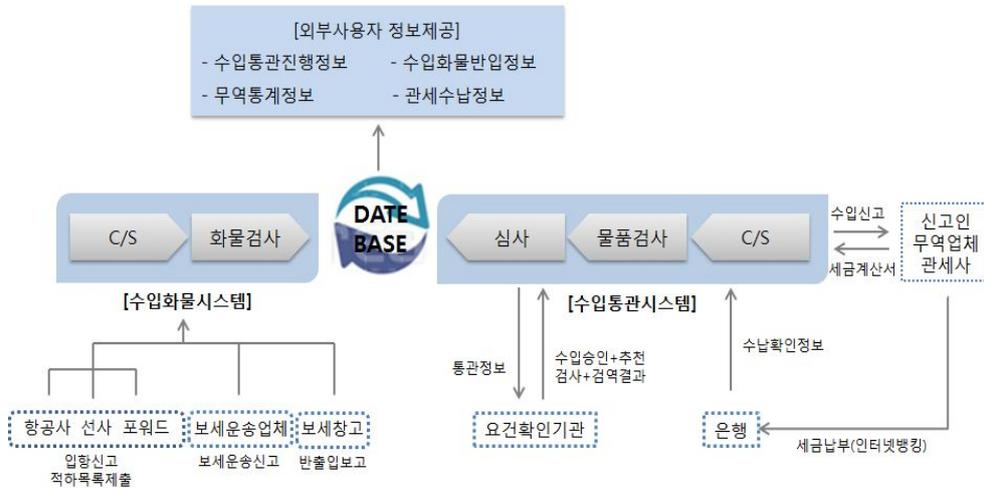 [외부사용자 정보제공]
- 수입통관진행정보 - 수입화물반입정보
- 무역통계정보 - 관세수납정보
DATE
BASE
C/S
화물검사
[수입화물시스템]
심사
물품검사
C/S
[수입통관시스템]
수입신고
세금계산서
신고인
무역업체
관세사
통관정보
수입승인+추천
검사+검역결과
수납확인정보
항공사 선사 포워드
입항신고
적하목록제출
보세운송업체
보세운송신고
보세창고
반출입보고
요건확인기관
은행
세금납부(인터넷뱅킹)